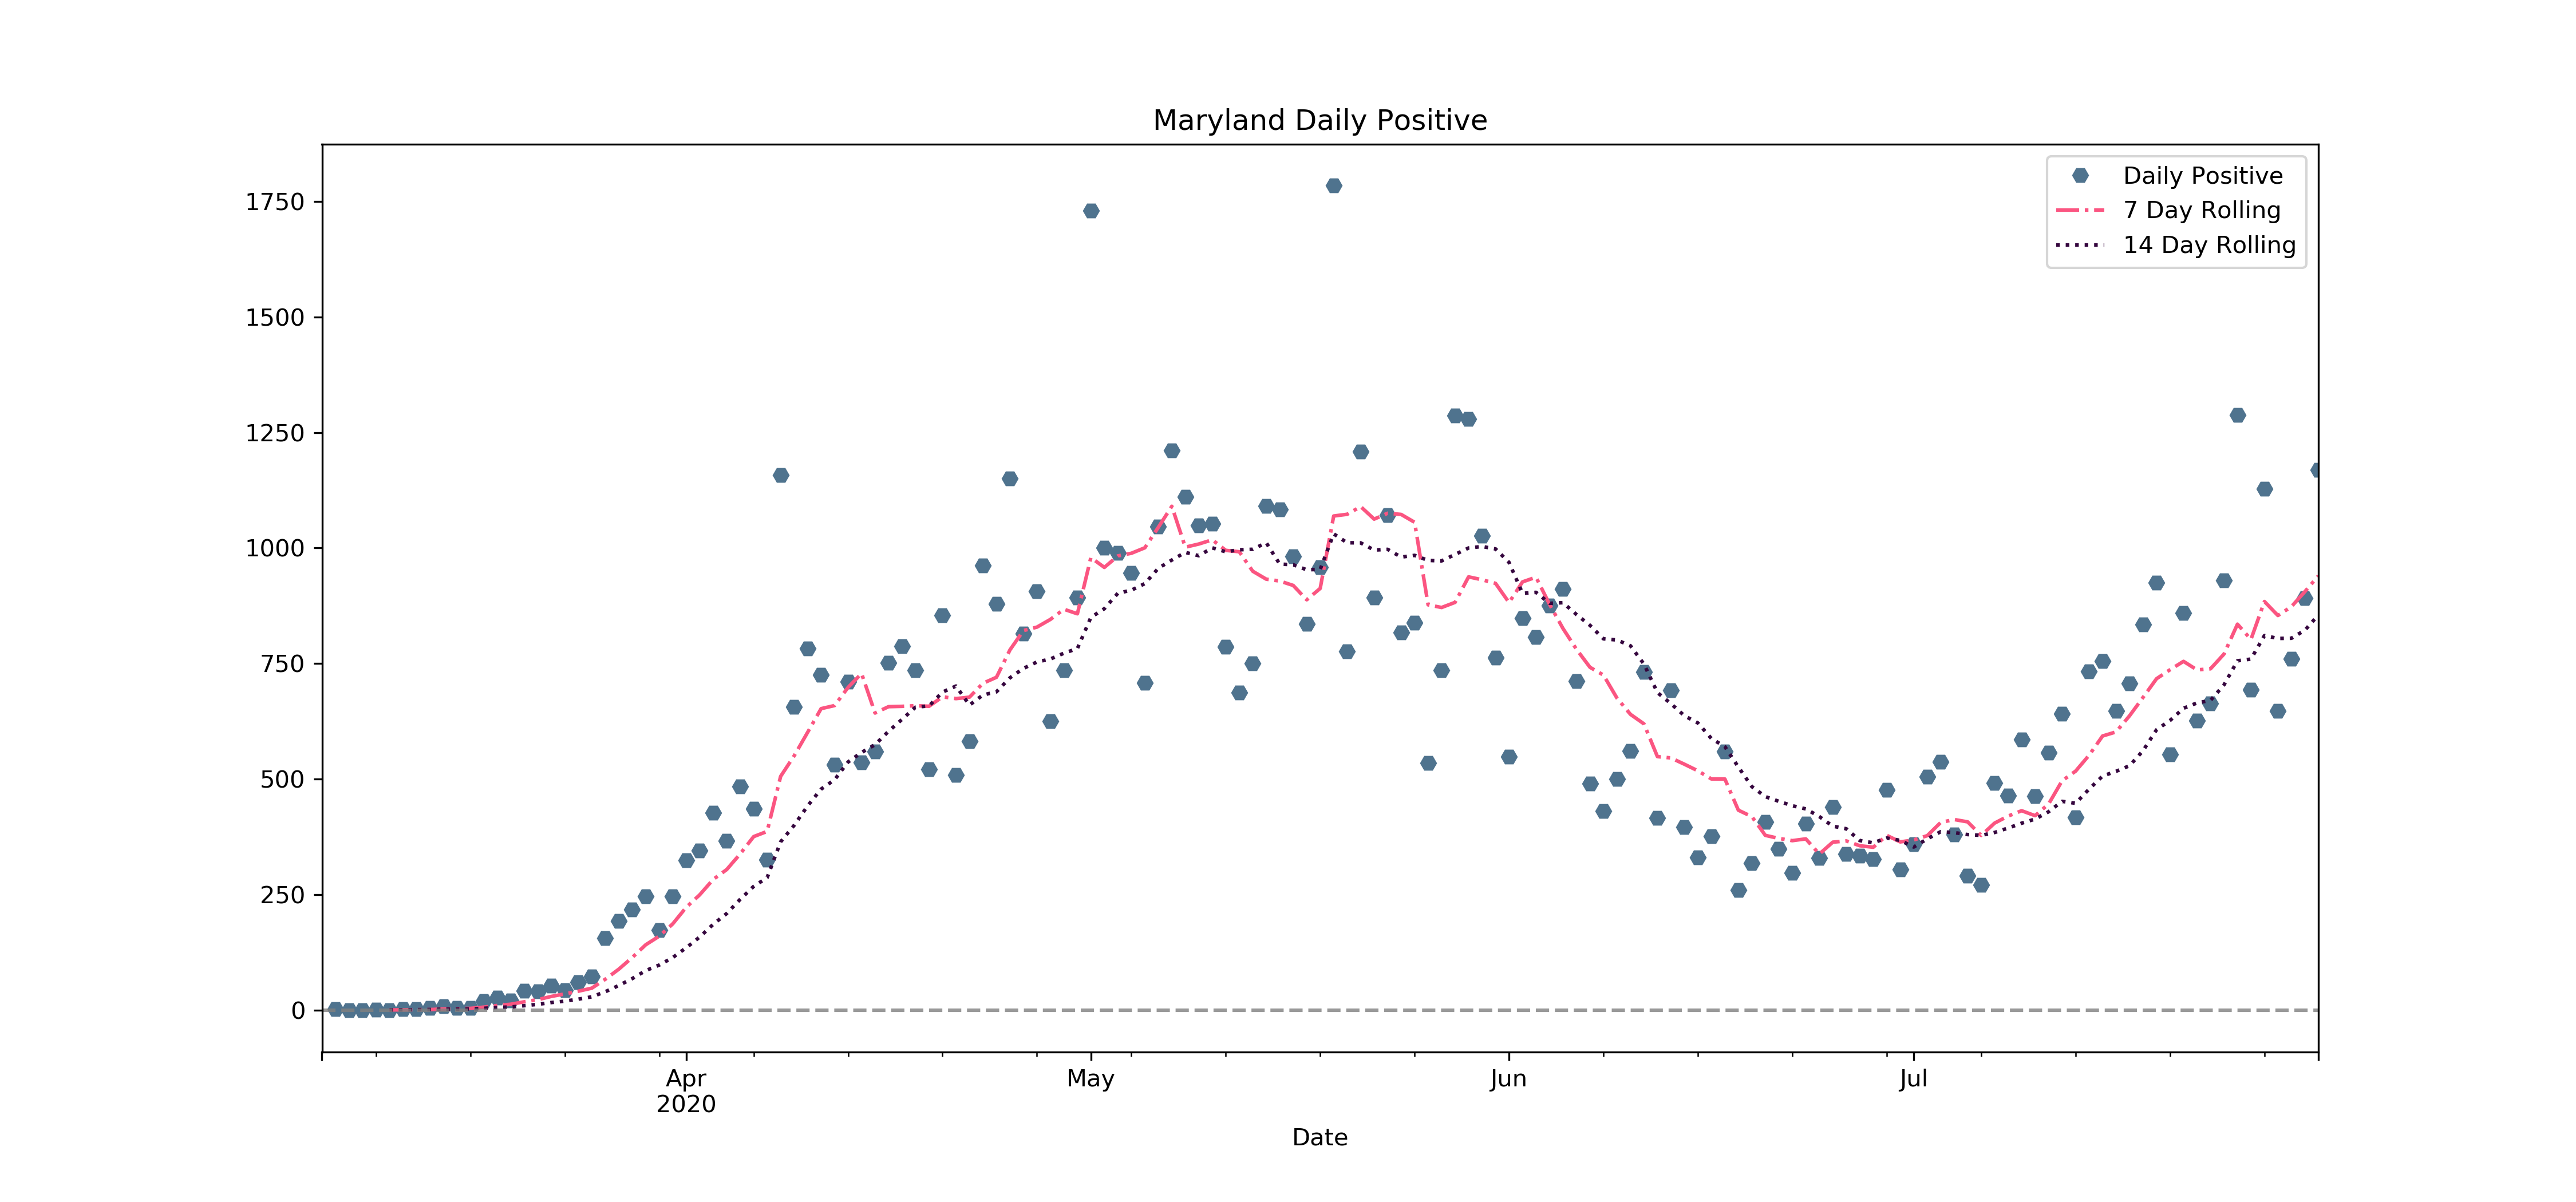 Maryland Daily Positive
Daily Positive
7 Day Rolling
14 Day Rolling
1750
1500
1250
1000
750
500
250
0
Apr
2020
May
Jun
Jul
Date